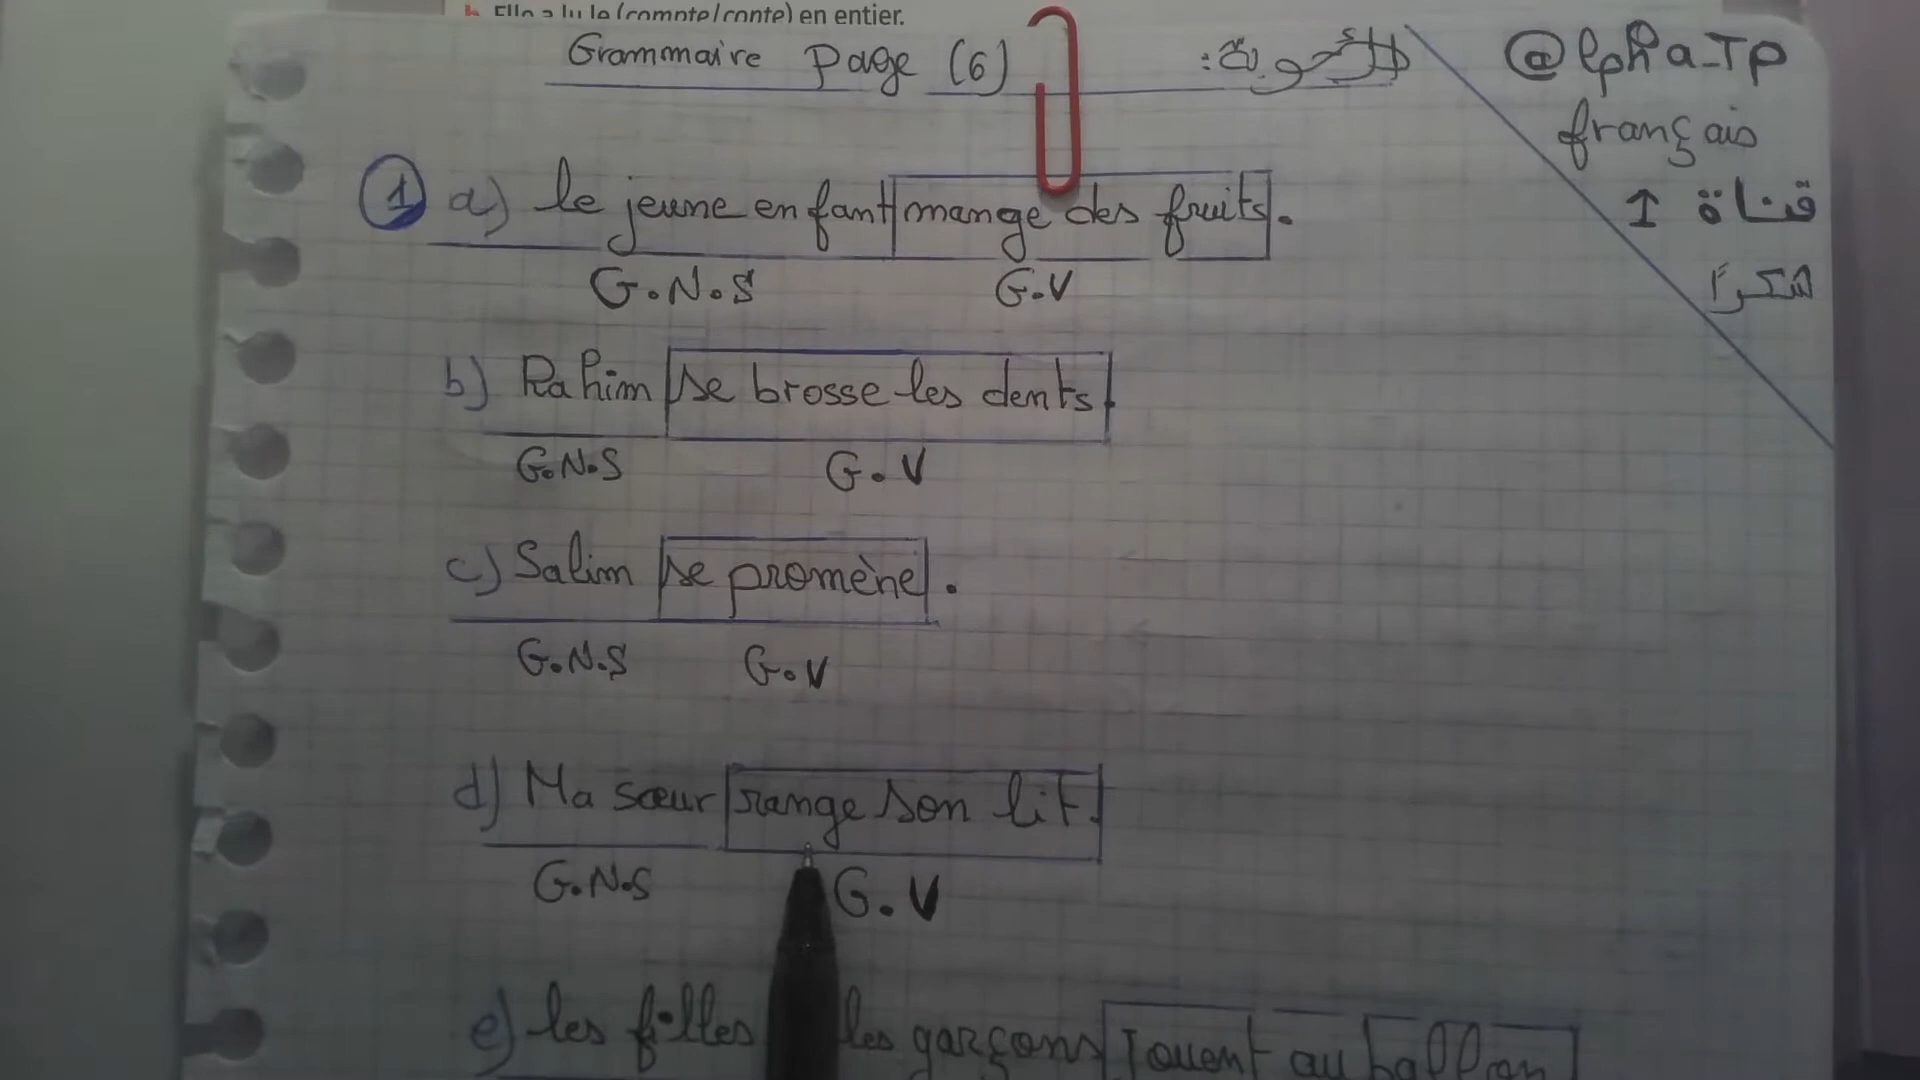 Elle a lu le (compte/conte) en entier.
Grammaire Page (6)
@lpha-Tp
français
قناة ↑
شكراً
1 a) le jeune enfant mange des fruits.
G.N.S G.V
b) Rahim se brosse les dents.
G.N.S G.V
c) Salim se promène.
G.N.S G.V
d) Ma sœur range son lit.
G.N.S G.V
e) les filles les garçons Jouent au ballon